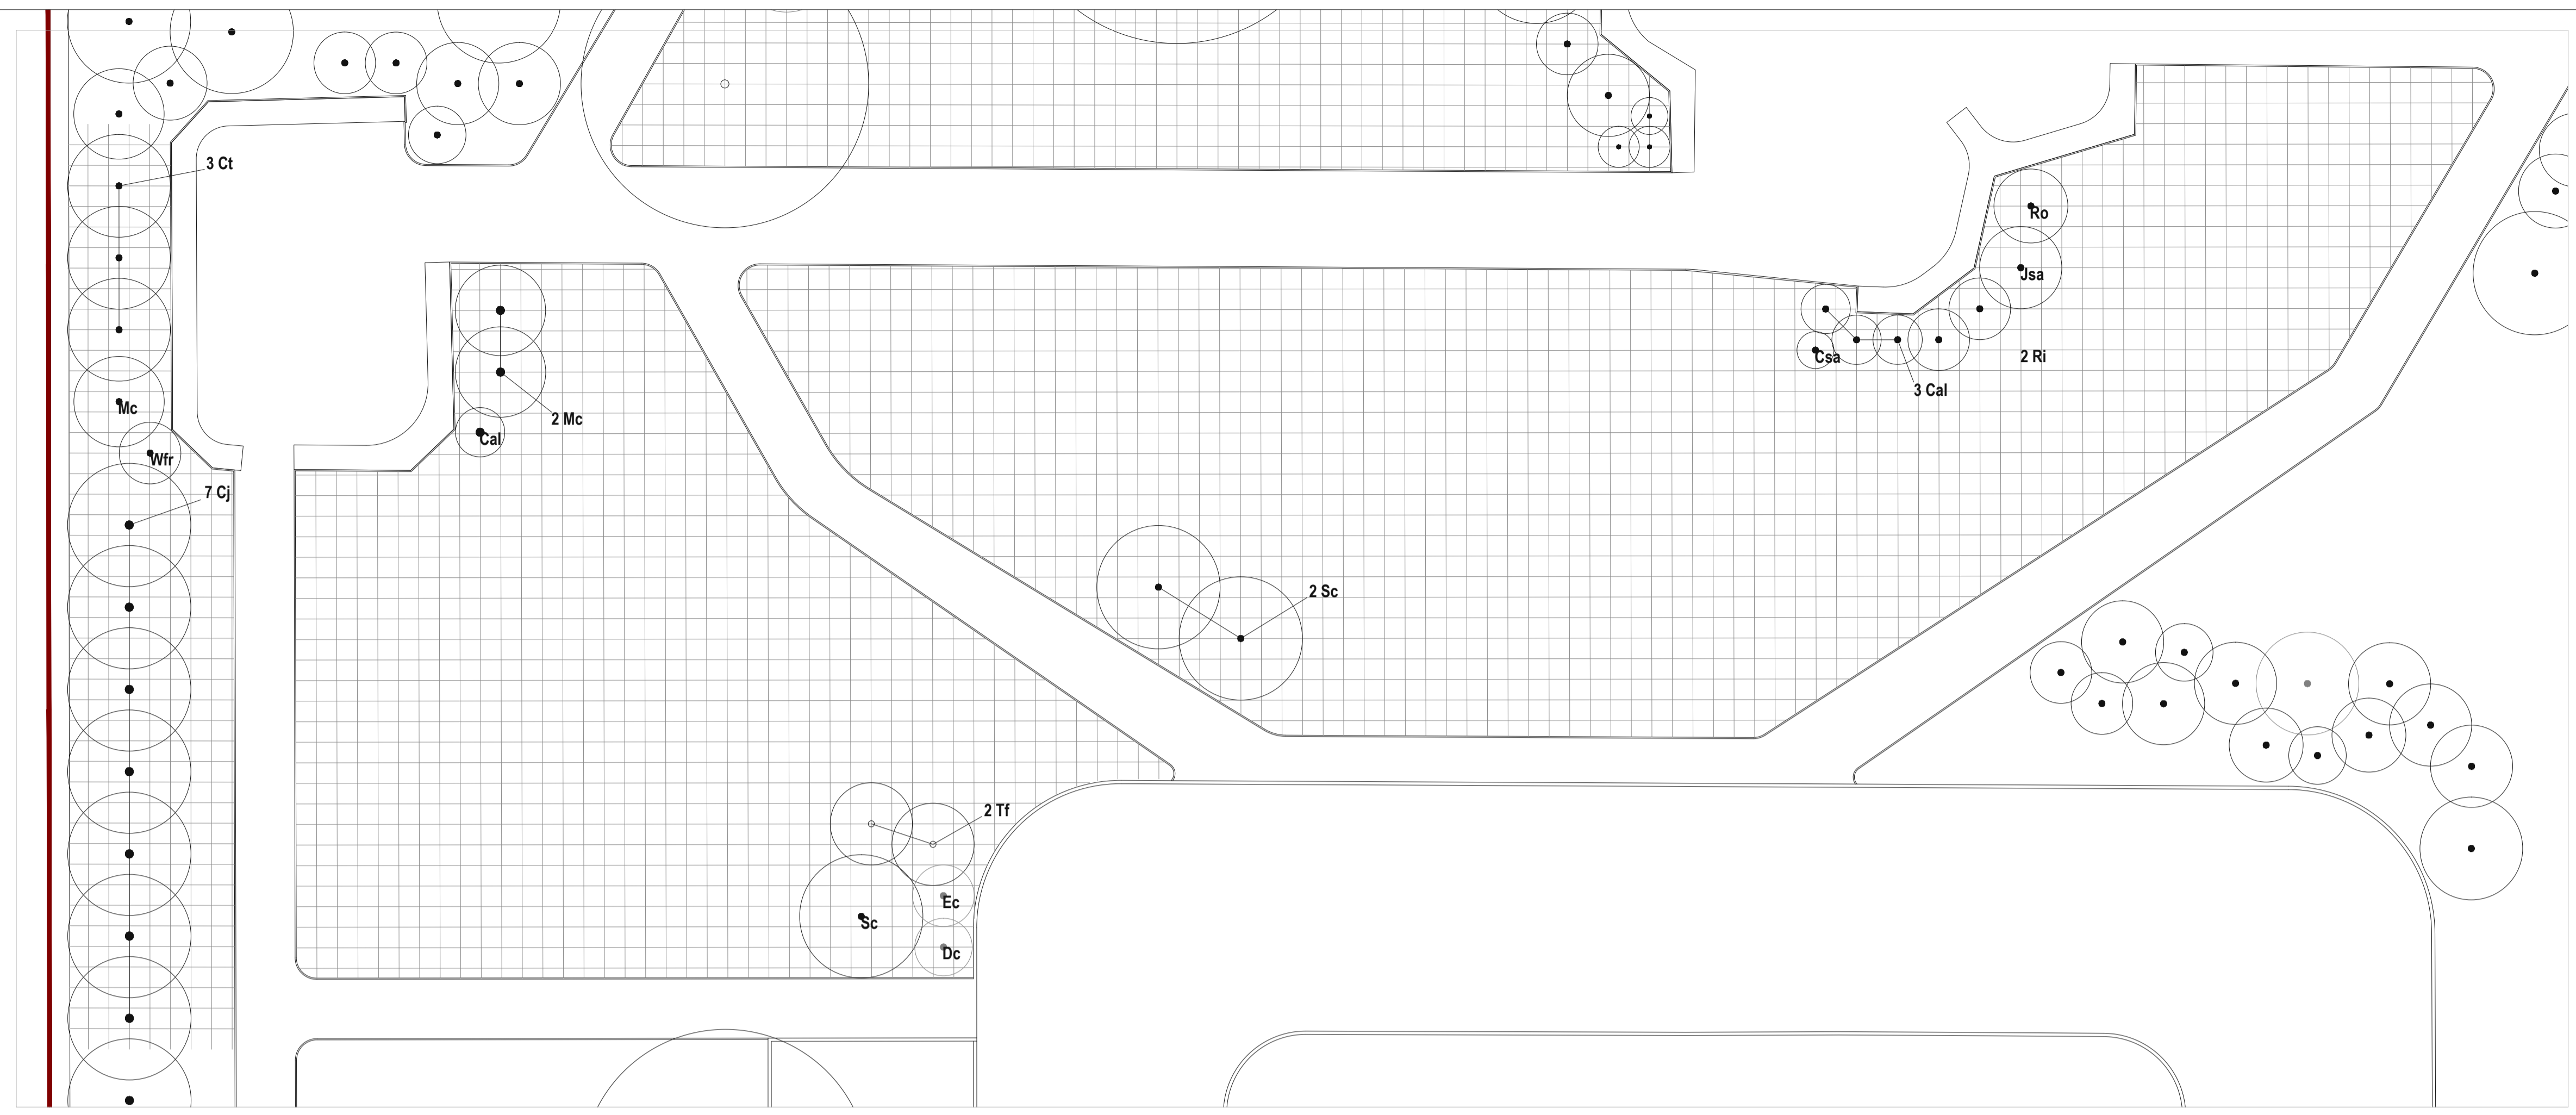 3 Ct
Ro
Jsa
Csa
2 Ri
3 Cal
Mc
2 Mc
Cal
Wfr
7 Cj
2 Sc
2 Tf
Ec
Sc
Dc